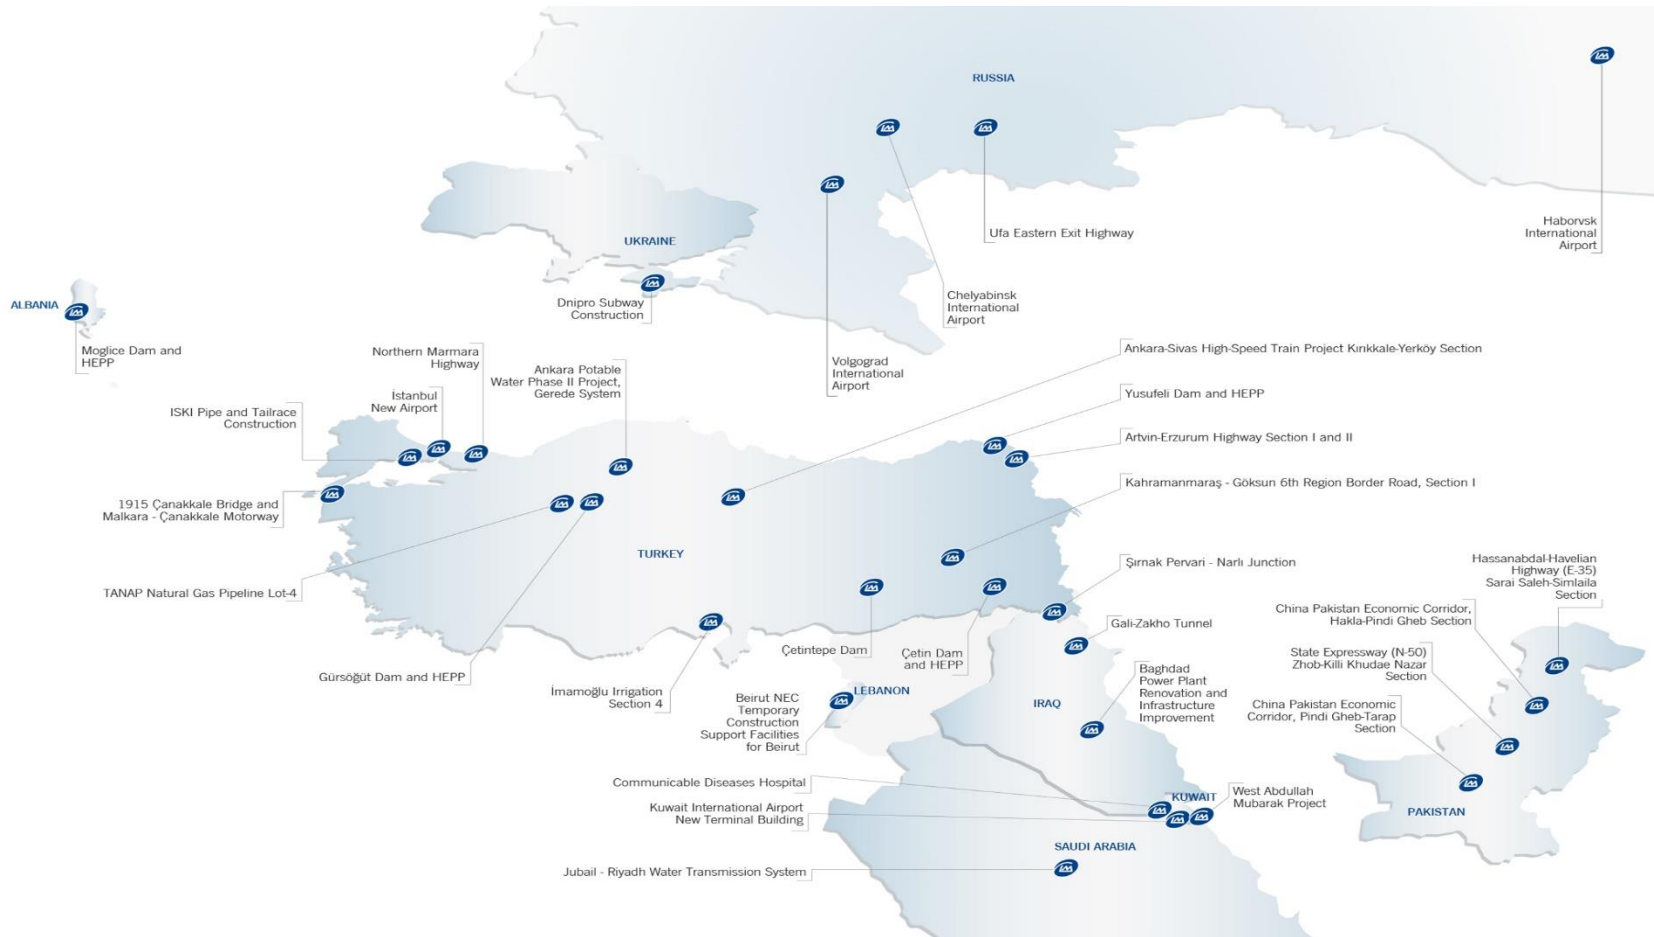 RUSSIA
Haborvsk
International
Airport
Ufa Eastern Exit Highway
UKRAINE
Dnipro Subway
Construction
Chelyabinsk
International
Airport
Volgograd
International
Airport
ALBANIA
Moglice Dam and
HEPP
Northern Marmara
Highway
Ankara Potable
Water Phase II Project,
Gerede System
İstanbul
New Airport
ISKI Pipe and Tailrace
Construction
1915 Çanakkale Bridge and
Malkara - Çanakkale Motorway
TANAP Natural Gas Pipeline Lot-4
Gürsöğüt Dam and HEPP
İmamoğlu Irrigation
Section 4
TURKEY
Ankara-Sivas High-Speed Train Project Kırıkkale-Yerköy Section
Yusufeli Dam and HEPP
Artvin-Erzurum Highway Section I and II
Kahramanmaraş - Göksun 6th Region Border Road, Section I
Şırnak Pervari - Narlı Junction
Gali-Zakho Tunnel
Çetintepe Dam
Çetin Dam
and HEPP
LEBANON
Beirut NEC
Temporary
Construction
Support Facilities
for Beirut
IRAQ
Baghdad
Power Plant
Renovation and
Infrastructure
Improvement
Communicable Diseases Hospital
Kuwait International Airport
New Terminal Building
KUWAIT
West Abdullah
Mubarak Project
SAUDI ARABIA
Jubail - Riyadh Water Transmission System
Hassanabdal-Havelian
Highway (E-35)
Sarai Saleh-Simlaila
Section
China Pakistan Economic Corridor,
Hakla-Pindi Gheb Section
State Expressway (N-50)
Zhob-Killi Khudae Nazar
Section
China Pakistan Economic
Corridor, Pindi Gheb-Tarap
Section
PAKISTAN